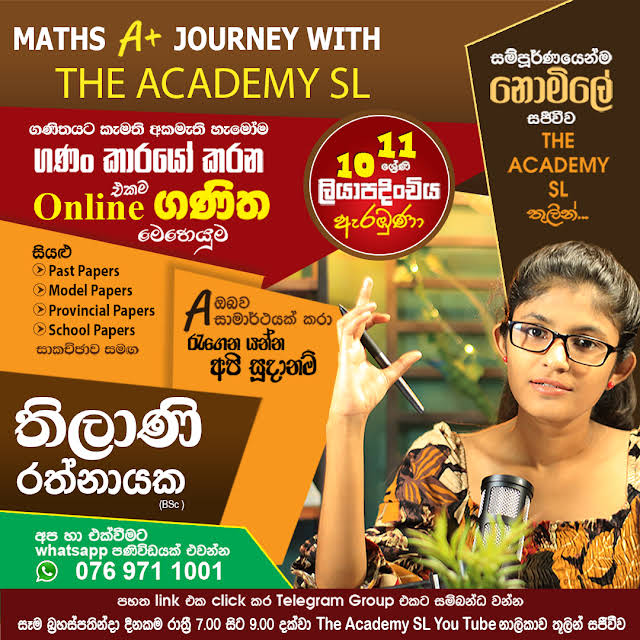 MATHS A+ JOURNEY WITH
THE ACADEMY SL
ගණිතයට කැමති අකමැති හැමෝම
ගණං කාරයෝ කරන
එකම
Online ගණිත
මෙහෙයුම
සියළු
Past Papers
Model Papers
Provincial Papers
School Papers
සාකච්ඡාව සමඟ
10 11
ශ්‍රේණි
ලියාපදිංචිය
ඇරඹුණා
සම්පූර්ණයෙන්ම
නොමිලේ
සජීවීව
THE
ACADEMY
SL
තුලින්...
A ඔබව
සාමාර්ථයක් කරා
රැගෙන යන්න
අපි සූදානම්
තිලාණි
රත්නායක
(BSc)
අප හා එක්වීමට
whatsapp පණිවිඩයක් එවන්න
076 971 1001
පහත link එක click කර Telegram Group එකට සම්බන්ධ වන්න
සෑම බ්‍රහස්පතින්දා දිනකම රාත්‍රී 7.00 සිට 9.00 දක්වා The Academy SL You Tube නාලිකාව තුලින් සජීවීව